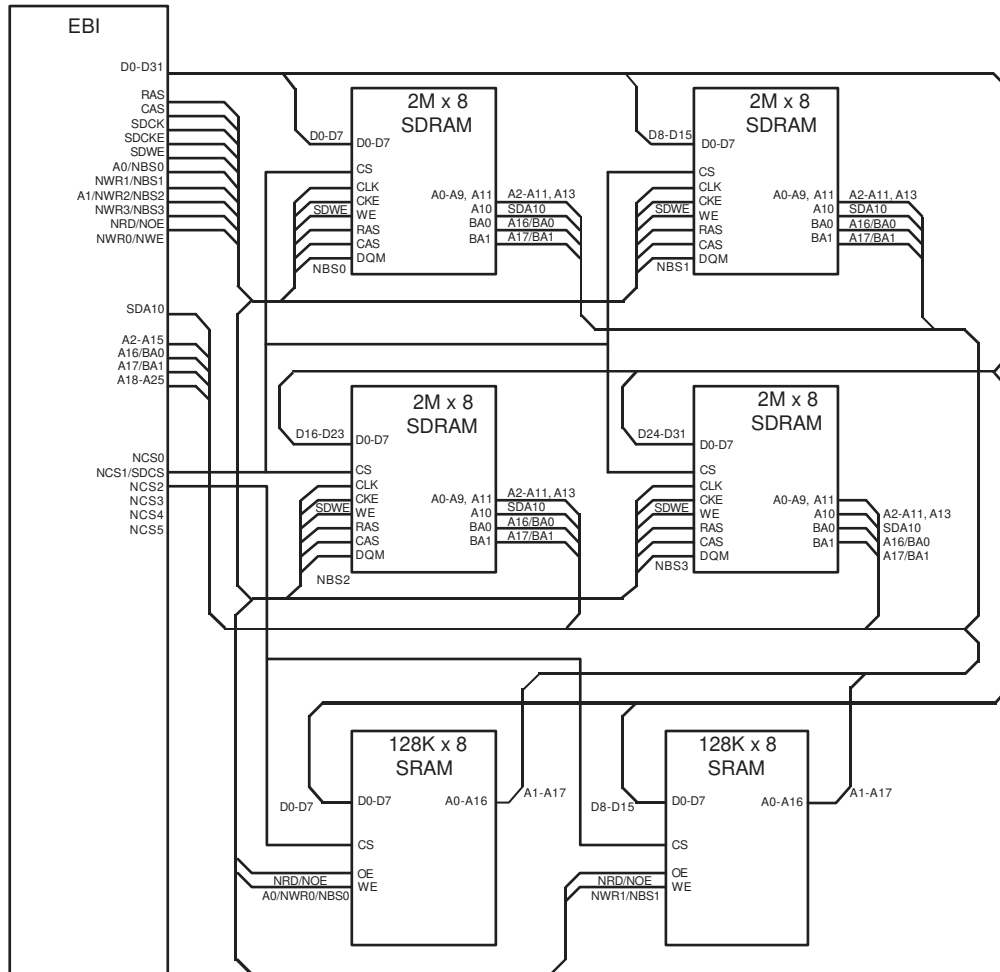 EBI
D0-D31
RAS
CAS
SDCK
SDCKE
SDWE
A0/NBS0
NWR1/NBS1
A1/NWR2/NBS2
NWR3/NBS3
NRD/NOE
NWR0/NWE
SDA10
A2-A15
A16/BA0
A17/BA1
A18-A25
NCS0
NCS1/SDCS
NCS2
NCS3
NCS4
NCS5
2M x 8
SDRAM
D0-D7
D0-D7
CS
CLK
CKE
SDWE
WE
RAS
CAS
DQM
NBS0
A0-A9, A11
A10
BA0
BA1
A2-A11, A13
SDA10
A16/BA0
A17/BA1
2M x 8
SDRAM
D8-D15
D0-D7
CS
CLK
CKE
SDWE
WE
RAS
CAS
DQM
NBS1
A0-A9, A11
A10
BA0
BA1
A2-A11, A13
SDA10
A16/BA0
A17/BA1
2M x 8
SDRAM
D16-D23
D0-D7
CS
CLK
CKE
SDWE
WE
RAS
CAS
DQM
NBS2
A0-A9, A11
A10
BA0
BA1
A2-A11, A13
SDA10
A16/BA0
A17/BA1
2M x 8
SDRAM
D24-D31
D0-D7
CS
CLK
CKE
SDWE
WE
RAS
CAS
DQM
NBS3
A0-A9, A11
A10
BA0
BA1
A2-A11, A13
SDA10
A16/BA0
A17/BA1
128K x 8
SRAM
D0-D7
D0-D7
A0-A16
A1-A17
CS
OE
NRD/NOE
WE
A0/NWR0/NBS0
128K x 8
SRAM
D8-D15
D0-D7
A0-A16
A1-A17
CS
OE
NRD/NOE
WE
NWR1/NBS1